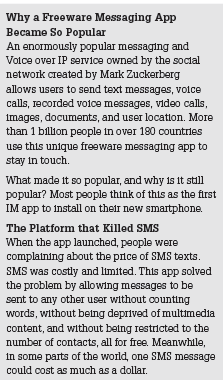 Why a Freeware Messaging App
Became So Popular
An enormously popular messaging and
Voice over IP service owned by the social
network created by Mark Zuckerberg
allows users to send text messages, voice
calls, recorded voice messages, video calls,
images, documents, and user location. More
than 1 billion people in over 180 countries
use this unique freeware messaging app to
stay in touch.
What made it so popular, and why is it still
popular? Most people think of this as the first
IM app to install on their new smartphone.
The Platform that Killed SMS
When the app launched, people were
complaining about the price of SMS texts.
SMS was costly and limited. This app solved
the problem by allowing messages to be
sent to any other user without counting
words, without being deprived of multimedia
content, and without being restricted to the
number of contacts, all for free. Meanwhile,
in some parts of the world, one SMS message
could cost as much as a dollar.